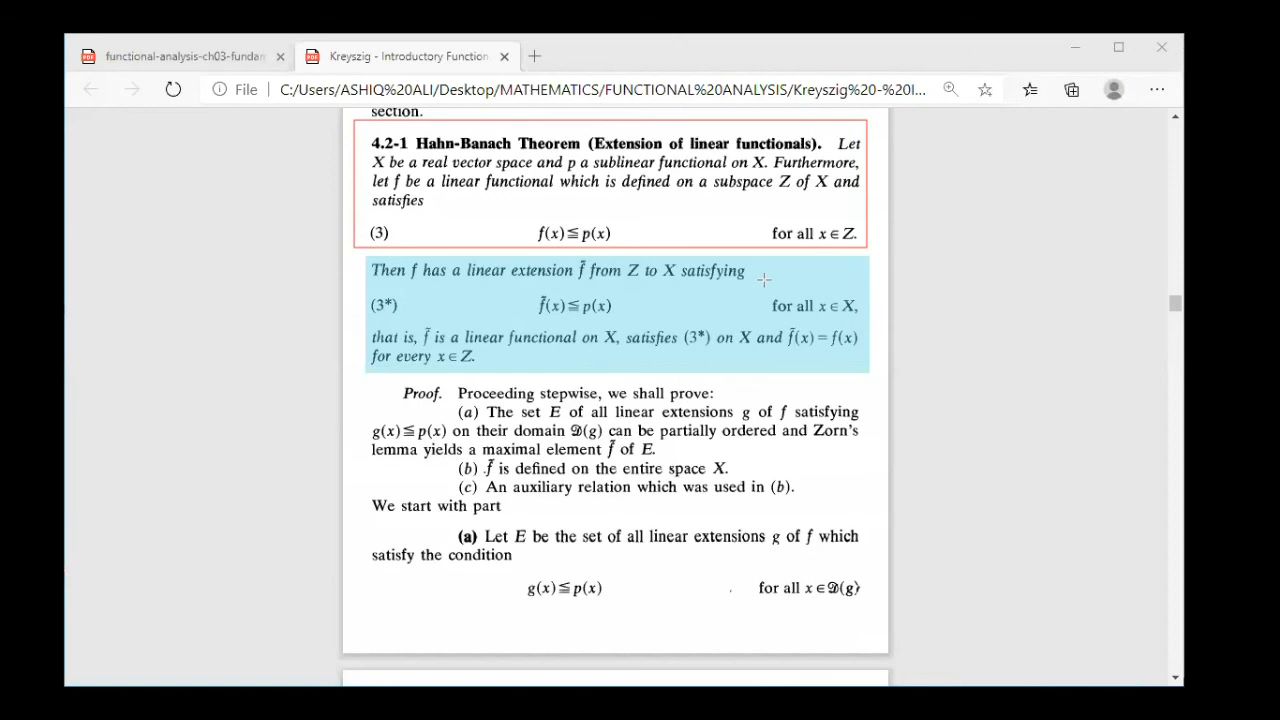 functional-analysis-ch03-fundan
Kreyszig - Introductory Function
File | C:/Users/ASHIQ%20ALI/Desktop/MATHEMATICS/FUNCTIONAL%20ANALYSIS/Kreyszig%20-%20I...
section.
4.2-1 Hahn-Banach Theorem (Extension of linear functionals). Let
X be a real vector space and p a sublinear functional on X. Furthermore,
let f be a linear functional which is defined on a subspace Z of X and
satisfies
(3) f(x)≦p(x) for all x∈Z.
Then f has a linear extension f̃ from Z to X satisfying
(3*) f̃(x)≦p(x) for all x∈X,
that is, f̃ is a linear functional on X, satisfies (3*) on X and f̃(x)=f(x)
for every x∈Z.
Proof. Proceeding stepwise, we shall prove:
(a) The set E of all linear extensions g of f satisfying
g(x)≦p(x) on their domain 𝒟(g) can be partially ordered and Zorn's
lemma yields a maximal element f̃ of E.
(b) f̃ is defined on the entire space X.
(c) An auxiliary relation which was used in (b).
We start with part
(a) Let E be the set of all linear extensions g of f which
satisfy the condition
g(x)≦p(x) for all x∈𝒟(g)